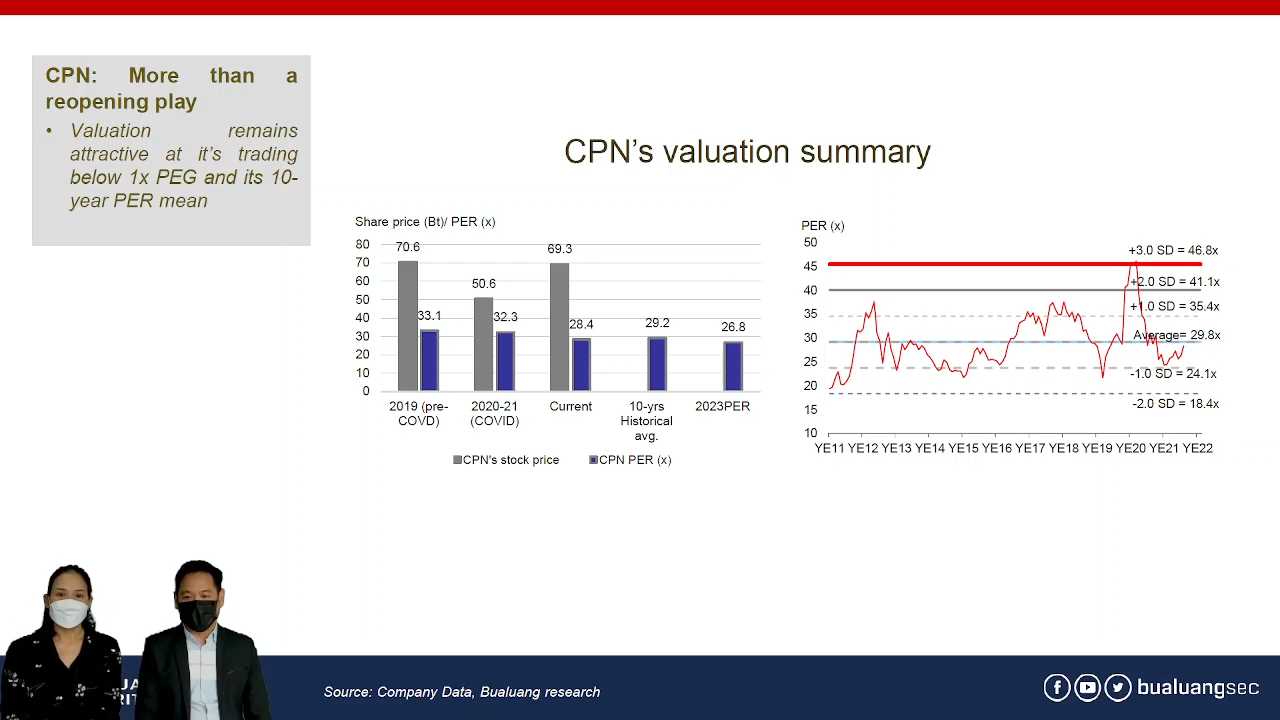 CPN: More than a
reopening play
• Valuation remains
attractive at it's trading
below 1x PEG and its 10-
year PER mean
CPN's valuation summary
Share price (Bt)/ PER (x)
80
70
60
50
40
30
20
10
0
70.6
33.1
50.6
32.3
69.3
28.4
29.2
26.8
2019 (pre-
COVD)
2020-21
(COVID)
Current
10-yrs
Historical
avg.
2023PER
CPN's stock price
CPN PER (x)
PER (x)
50
45
40
35
30
25
20
15
10
+3.0 SD = 46.8x
+2.0 SD = 41.1x
+1.0 SD = 35.4x
Average= 29.8x
-1.0 SD = 24.1x
-2.0 SD = 18.4x
YE11 YE12 YE13 YE14 YE15 YE16 YE17 YE18 YE19 YE20 YE21 YE22
Source: Company Data, Bualuang research
bualuangsec